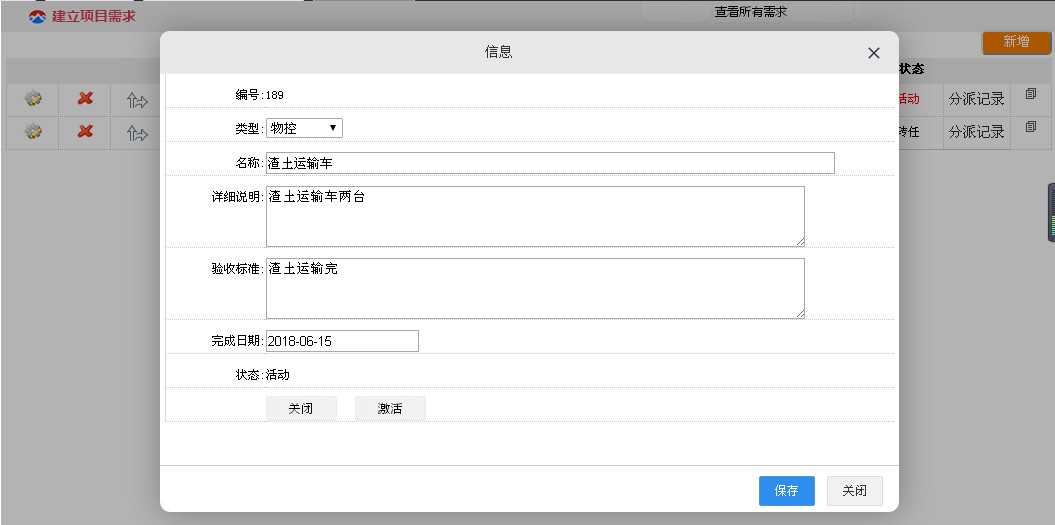 建立项目需求
查看所有需求
新增
状态
活动 分派记录
转任 分派记录
信息
编号:189
类型: 物控
名称: 渣土运输车
详细说明: 渣土运输车两台
验收标准: 渣土运输完
完成日期: 2018-06-15
状态: 活动
关闭 激活
保存 关闭